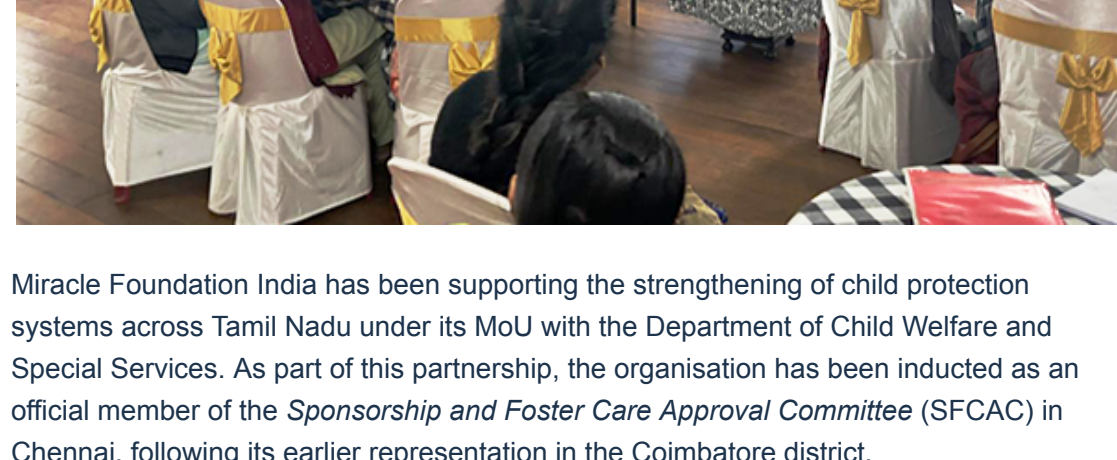 Miracle Foundation India has been supporting the strengthening of child protection
systems across Tamil Nadu under its MoU with the Department of Child Welfare and
Special Services. As part of this partnership, the organisation has been inducted as an
official member of the Sponsorship and Foster Care Approval Committee (SFCAC) in
Chennai, following its earlier representation in the Coimbatore district.